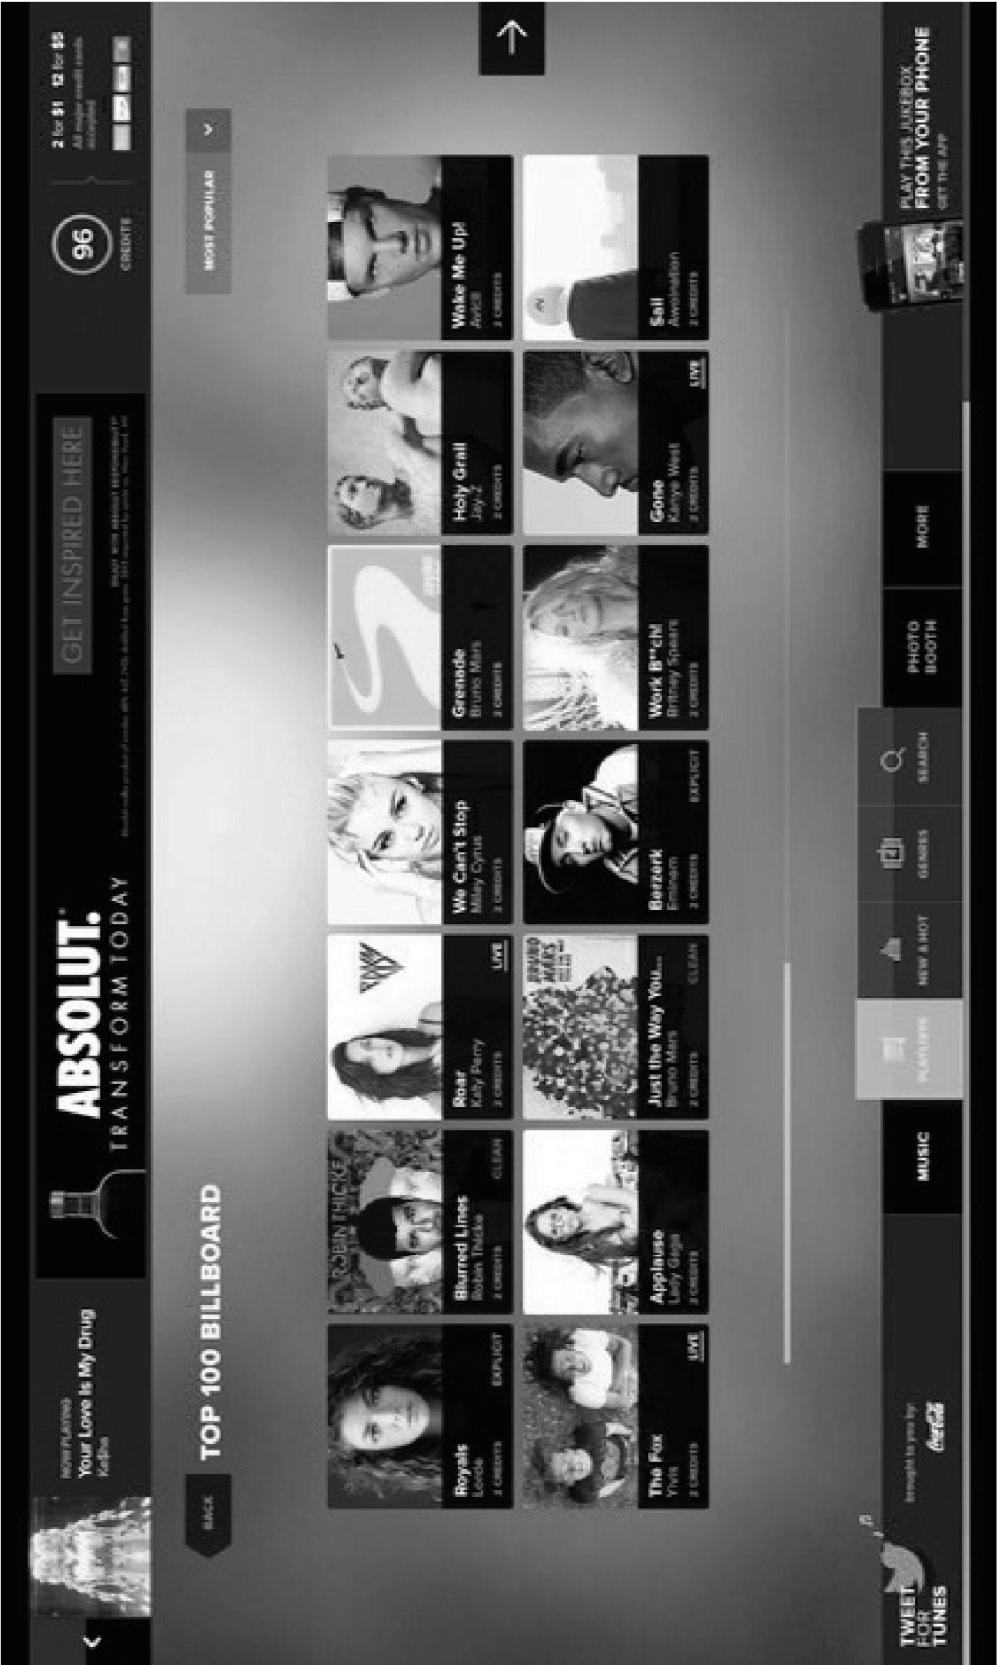 NOW PLAYING
Your Love Is My Drug
Ke$ha
ABSOLUT.
TRANSFORM TODAY
GET INSPIRED HERE
96
CREDITS
2 for $1 12 for $5
All major credit cards
accepted
BACK
TOP 100 BILLBOARD
MOST POPULAR
Royals
Lorde
2 CREDITS
EXPLICIT
ROBIN THICKE
Blurred Lines
Robin Thicke
2 CREDITS
CLEAN
Roar
Katy Perry
2 CREDITS
LIVE
We Can't Stop
Miley Cyrus
2 CREDITS
Grenade
Bruno Mars
2 CREDITS
Holy Grail
Jay-Z
2 CREDITS
Wake Me Up!
Avicii
2 CREDITS
The Fox
Ylvis
2 CREDITS
LIVE
Applause
Lady Gaga
2 CREDITS
BRUNO
MARS
Just the Way You...
Bruno Mars
2 CREDITS
CLEAN
Berzerk
Eminem
2 CREDITS
EXPLICIT
Work B**ch!
Britney Spears
2 CREDITS
Gone
Kanye West
2 CREDITS
LIVE
Sail
Awolnation
2 CREDITS
TWEET
FOR
TUNES
brought to you by
Coca-Cola
MUSIC
PLAYLISTS
NEW & HOT
GENRES
SEARCH
PHOTO
BOOTH
MORE
PLAY THIS JUKEBOX
FROM YOUR PHONE
GET THE APP